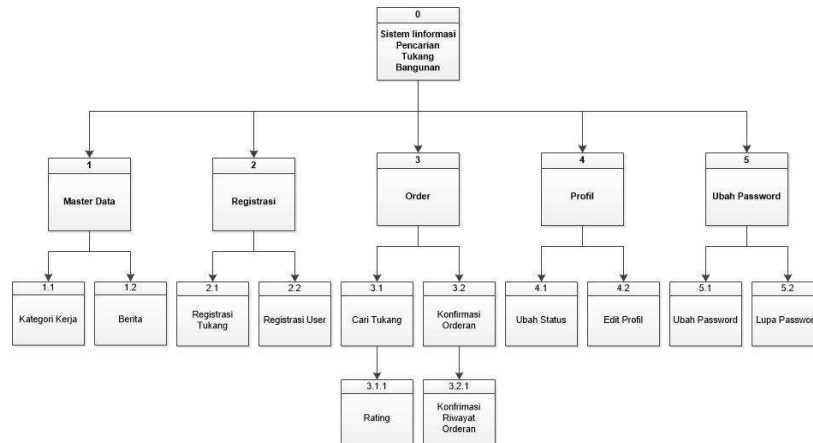 0
Sistem Iinformasi
Pencarian
Tukang
Bangunan
1
Master Data
2
Registrasi
3
Order
4
Profil
5
Ubah Password
1.1
Kategori Kerja
1.2
Berita
2.1
Registrasi
Tukang
2.2
Registrasi User
3.1
Cari Tukang
3.2
Konfirmasi
Orderan
4.1
Ubah Status
4.2
Edit Profil
5.1
Ubah Password
5.2
Lupa Password
3.1.1
Rating
3.2.1
Konfrimasi
Riwayat
Orderan